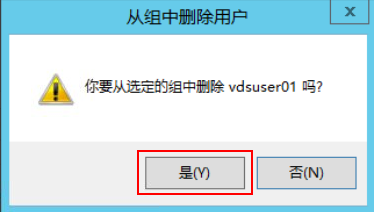 从组中删除用户
x
你要从选定的组中删除 vdsuser01 吗?
是(Y)
否(N)